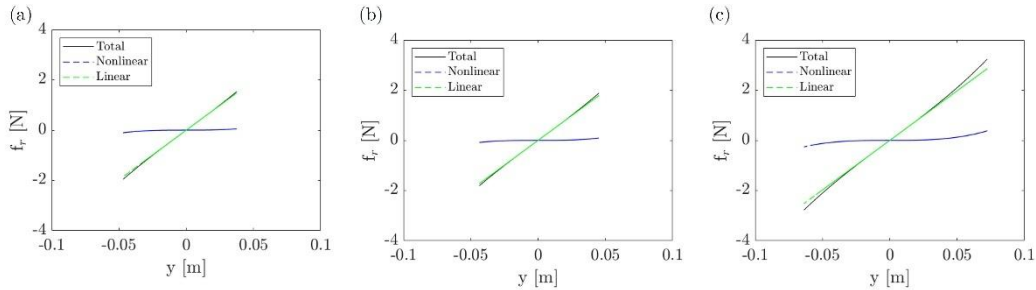 (a)
4
2
0
-2
-4
f_r [N]
Total
Nonlinear
Linear
-0.1 -0.05 0 0.05 0.1
y [m]
(b)
4
2
0
-2
-4
f_r [N]
Total
Nonlinear
Linear
-0.1 -0.05 0 0.05 0.1
y [m]
(c)
4
2
0
-2
-4
f_r [N]
Total
Nonlinear
Linear
-0.1 -0.05 0 0.05 0.1
y [m]